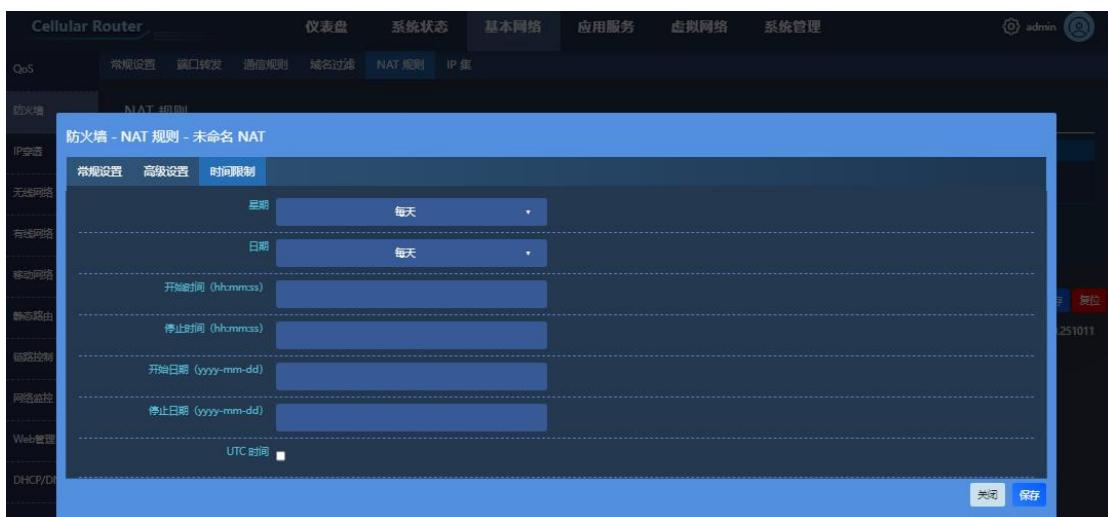 Cellular Router
仪表盘 系统状态 基本网络 应用服务 虚拟网络 系统管理 admin
QoS 常规设置 端口转发 通信规则 域名过滤 NAT 规则 IP 集
防火墙 NAT 规则
防火墙 - NAT 规则 - 未命名 NAT
IP穿透
常规设置 高级设置 时间限制
无线网络
星期 每天
有线网络
日期 每天
移动网络
开始时间 (hh:mm:ss)
静态路由
复位
停止时间 (hh:mm:ss)
.251011
链路控制
开始日期 (yyyy-mm-dd)
网络监控
停止日期 (yyyy-mm-dd)
Web管理
UTC 时间
DHCP/D
关闭 保存